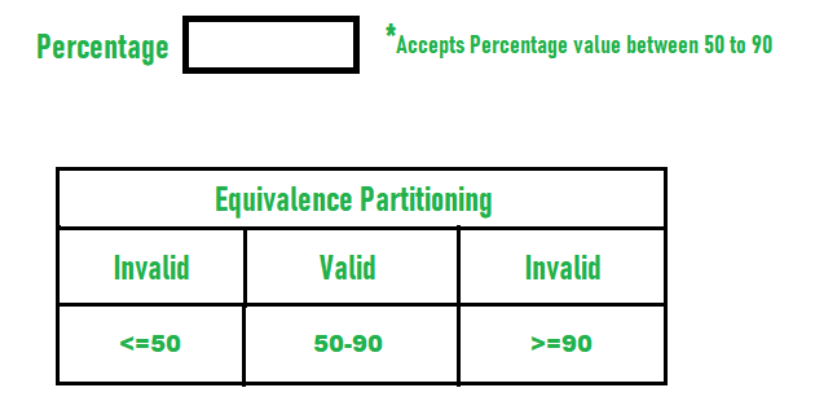 Percentage *Accepts Percentage value between 50 to 90
Equivalence Partitioning
Invalid Valid Invalid
<=50 50-90 >=90